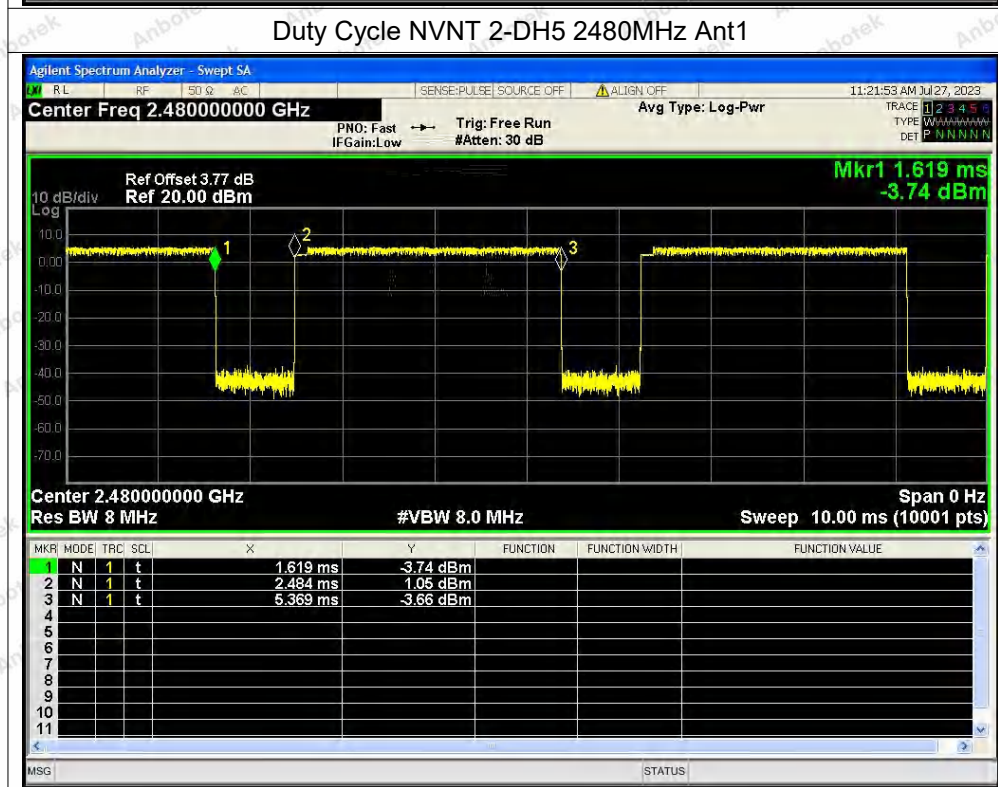 Duty Cycle NVNT 2-DH5 2480MHz Ant1
Agilent Spectrum Analyzer - Swept SA
RL RF 50 Ω AC SENSE:PULSE SOURCE OFF ALIGN OFF 11:21:53 AM Jul 27, 2023
Center Freq 2.480000000 GHz Avg Type: Log-Pwr TRACE 1 2 3 4 5 6
PNO: Fast Trig: Free Run TYPE W
IFGain:Low #Atten: 30 dB DET P N N N N N
Mkr1 1.619 ms
Ref Offset 3.77 dB
10 dB/div Ref 20.00 dBm -3.74 dBm
Log
10.0
1 2 3
0.00
-10.0
-20.0
-30.0
-40.0
-50.0
-60.0
-70.0
Center 2.480000000 GHz Span 0 Hz
Res BW 8 MHz #VBW 8.0 MHz Sweep 10.00 ms (10001 pts)
MKR MODE TRC SCL X Y FUNCTION FUNCTION WIDTH FUNCTION VALUE
1 N 1 t 1.619 ms -3.74 dBm
2 N 1 t 2.484 ms 1.05 dBm
3 N 1 t 5.369 ms -3.66 dBm
4
5
6
7
8
9
10
11
MSG STATUS